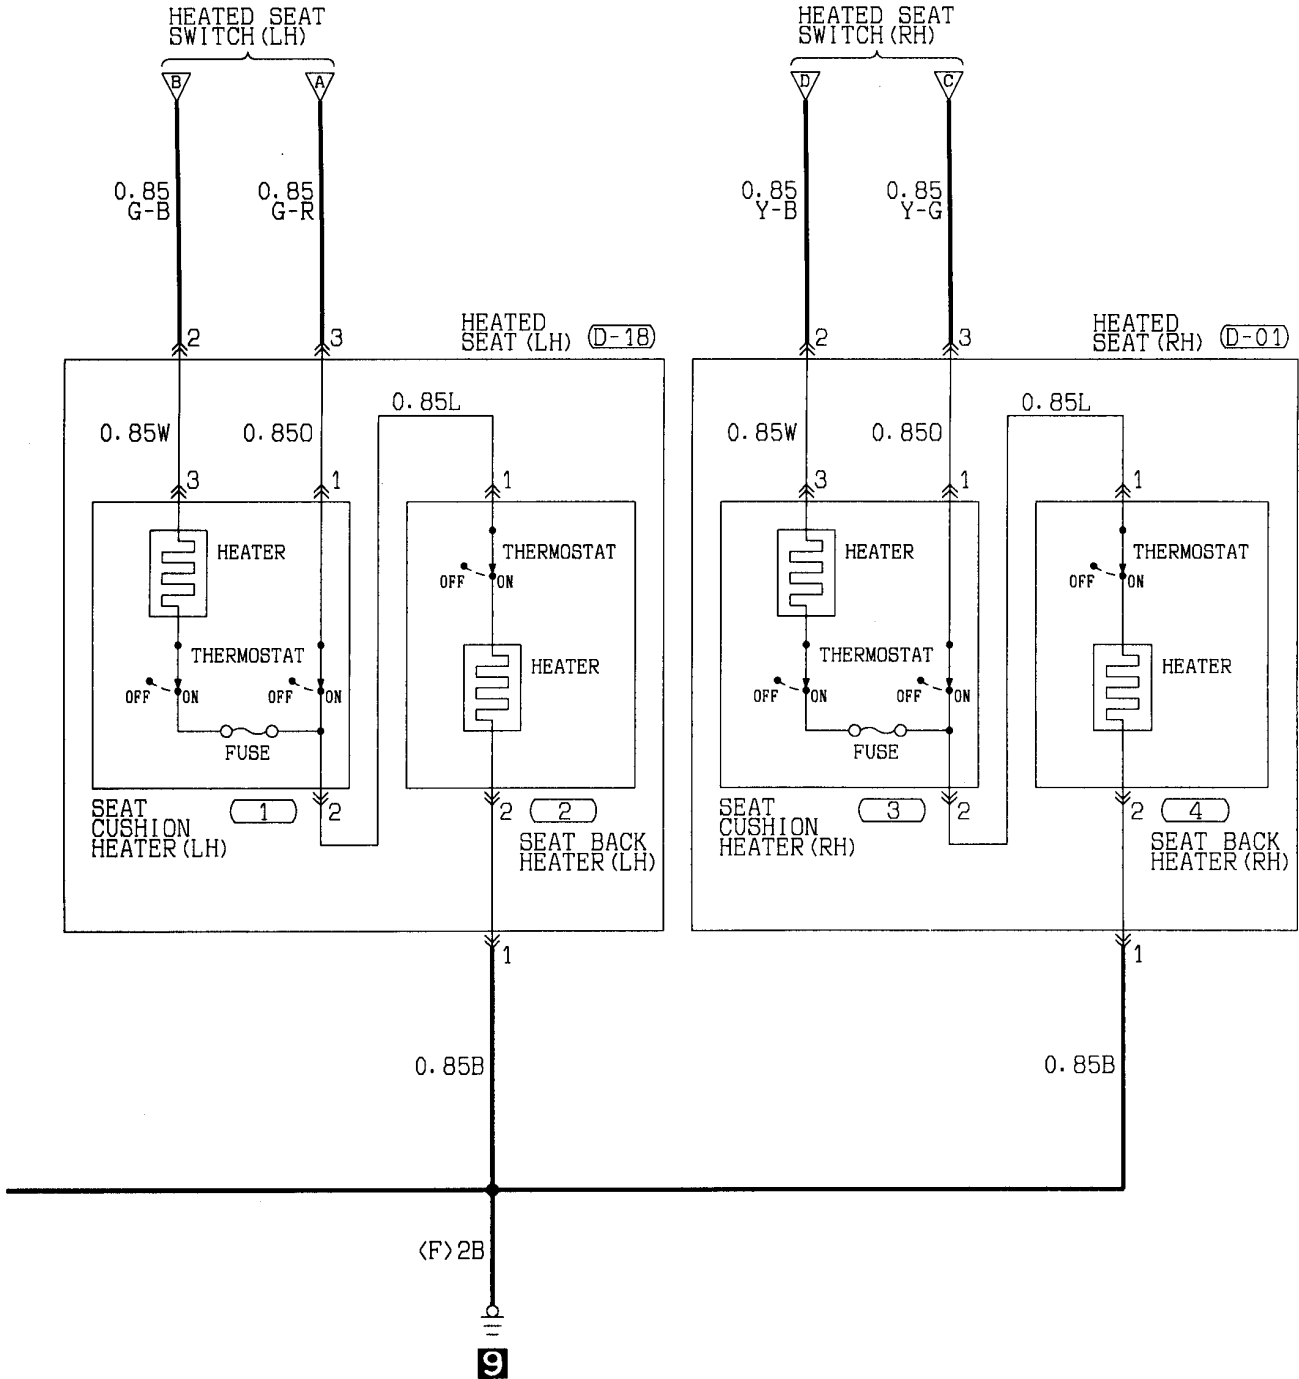 HEATED SEAT
SWITCH(LH)
HEATED SEAT
SWITCH(RH)
B
A
D
C
0.85
G-B
0.85
G-R
0.85
Y-B
0.85
Y-G
2
3
HEATED
SEAT(LH)
D-18
2
3
HEATED
SEAT(RH)
D-01
0.85L
0.85L
0.85W
0.85O
0.85W
0.85O
3
1
1
3
1
1
HEATER
THERMOSTAT
OFF
ON
HEATER
THERMOSTAT
OFF
ON
THERMOSTAT
OFF
ON
OFF
ON
HEATER
THERMOSTAT
OFF
ON
OFF
ON
HEATER
FUSE
FUSE
SEAT
CUSHION
HEATER(LH)
1
2
2
2
SEAT BACK
HEATER(LH)
SEAT
CUSHION
HEATER(RH)
3
2
2
4
SEAT BACK
HEATER(RH)
1
1
0.85B
0.85B
<F>2B
9